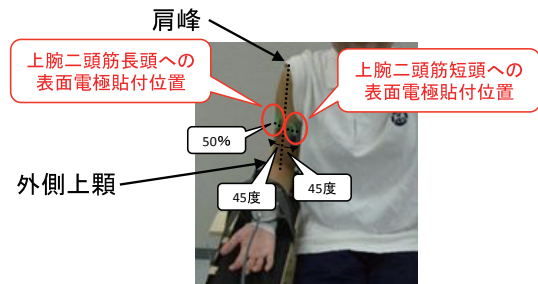 肩峰
上腕二頭筋長頭への
表面電極貼付位置
上腕二頭筋短頭への
表面電極貼付位置
50%
外側上顆
45度
45度